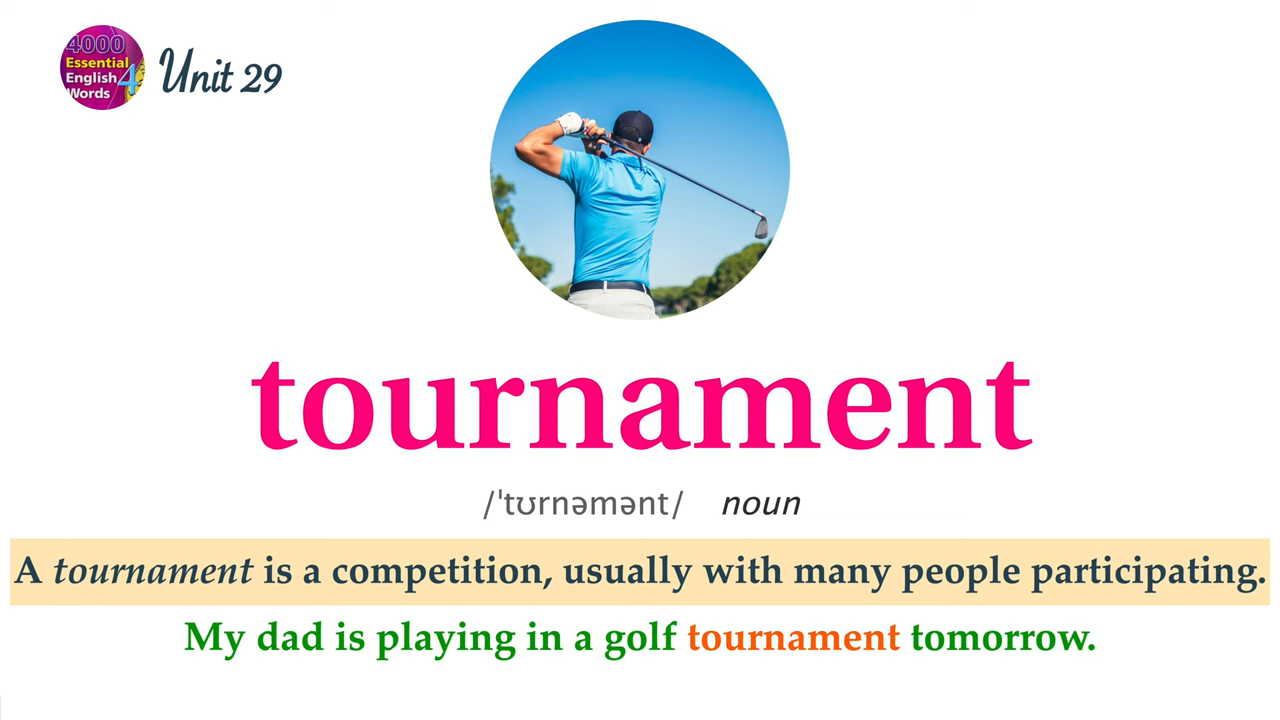 4000
Essential
English
Words 4
Unit 29
tournament
/ˈtʊrnəmənt/ noun
A tournament is a competition, usually with many people participating.
My dad is playing in a golf tournament tomorrow.